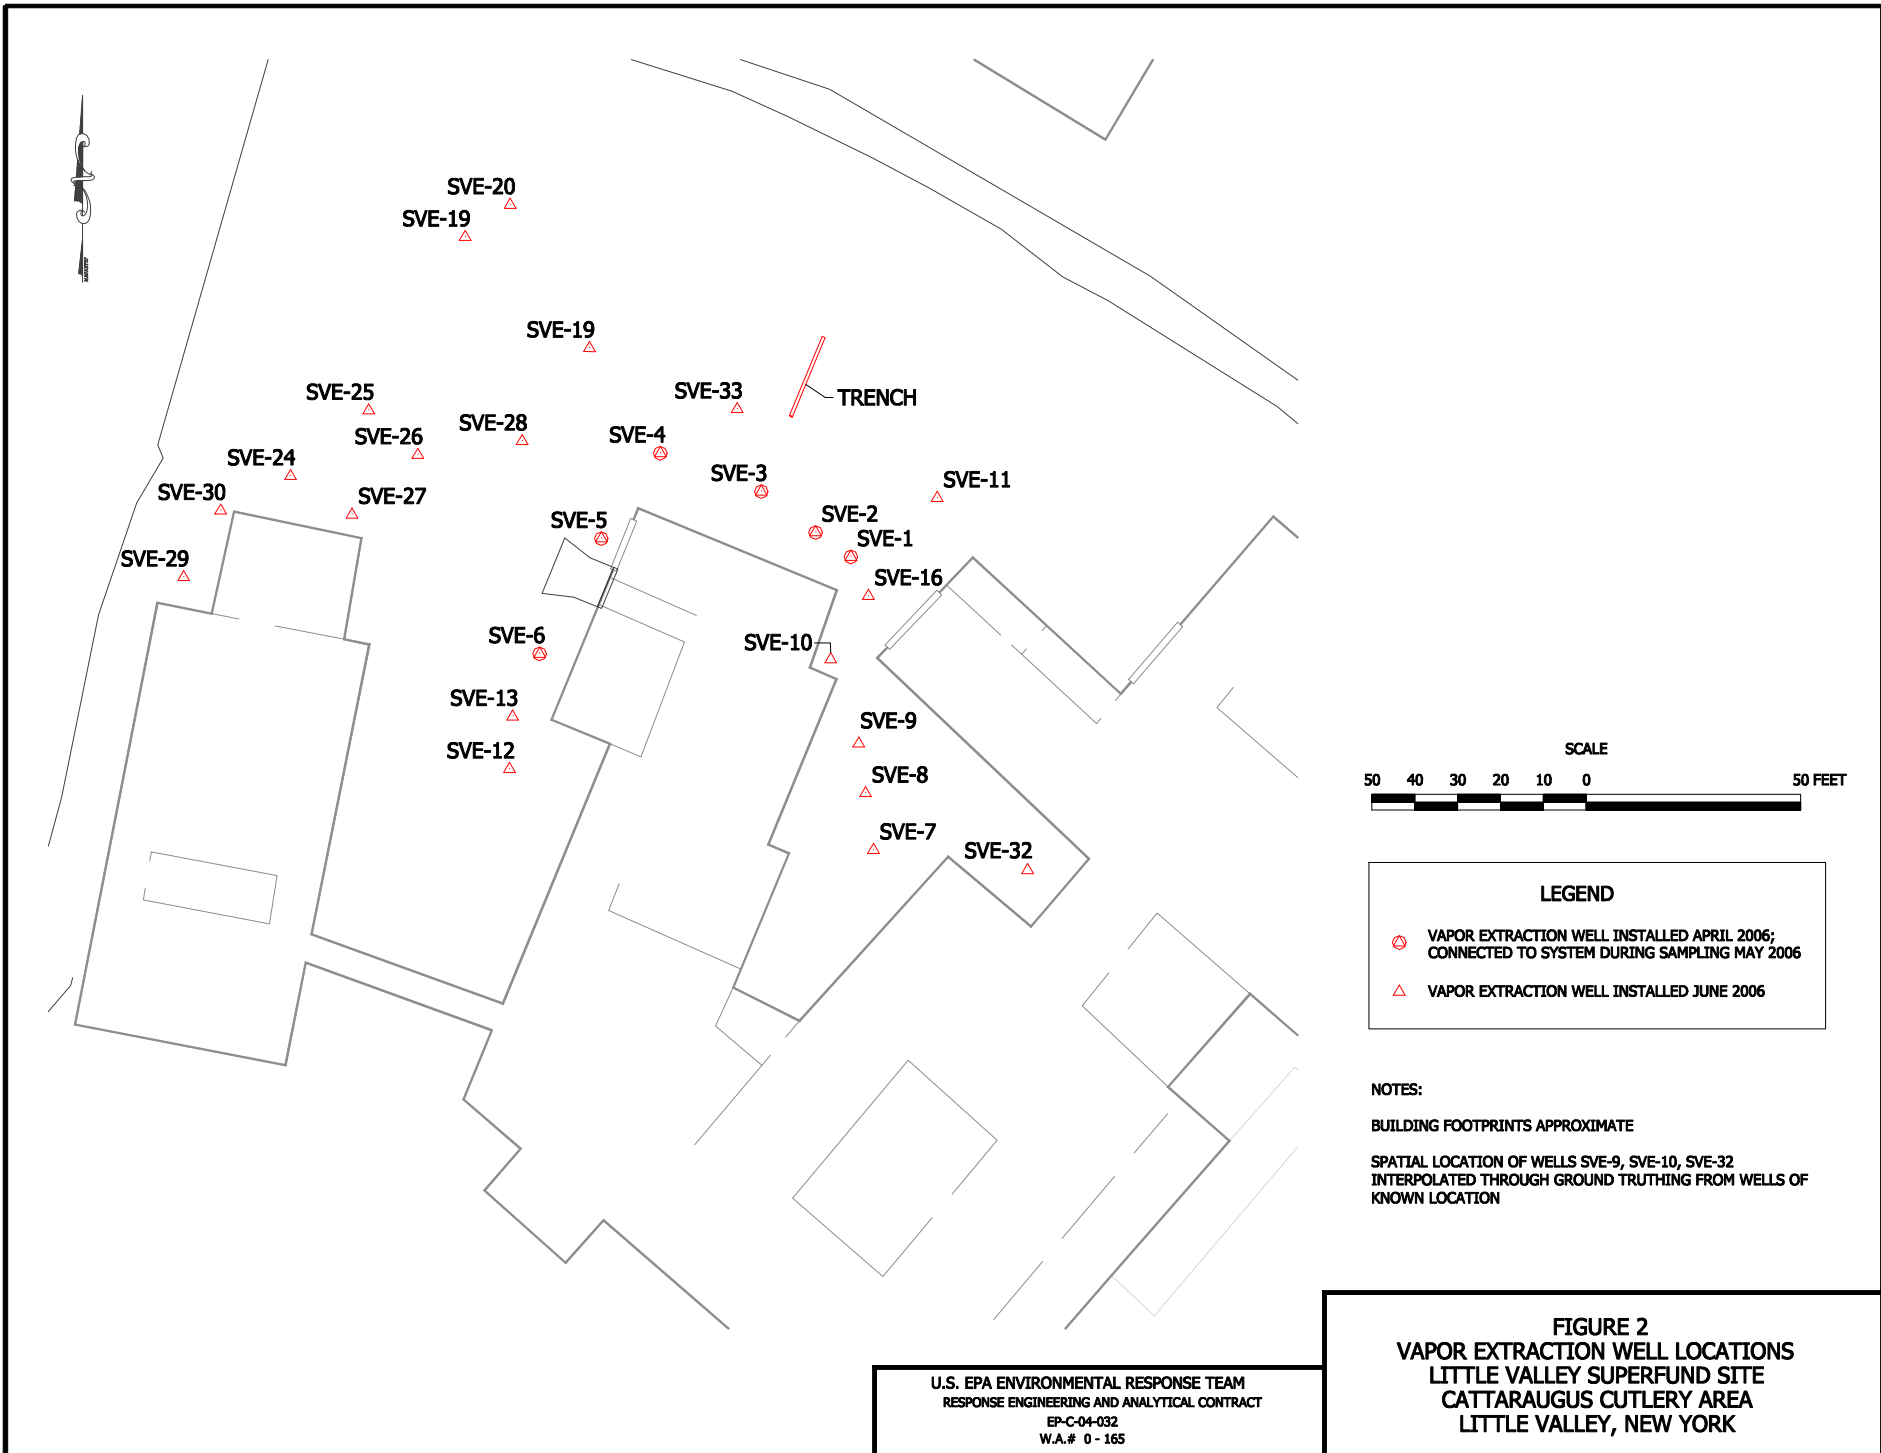 SVE-20
SVE-19
SVE-19
SVE-25
SVE-33
TRENCH
SVE-28
SVE-26
SVE-4
SVE-24
SVE-3
SVE-11
SVE-30
SVE-27
SVE-5
SVE-2
SVE-1
SVE-29
SVE-16
SVE-6
SVE-10
SVE-13
SVE-9
SVE-12
SVE-8
SVE-7
SVE-32
SCALE
50 40 30 20 10 0 50 FEET
LEGEND
VAPOR EXTRACTION WELL INSTALLED APRIL 2006;
CONNECTED TO SYSTEM DURING SAMPLING MAY 2006
VAPOR EXTRACTION WELL INSTALLED JUNE 2006
NOTES:
BUILDING FOOTPRINTS APPROXIMATE
SPATIAL LOCATION OF WELLS SVE-9, SVE-10, SVE-32
INTERPOLATED THROUGH GROUND TRUTHING FROM WELLS OF
KNOWN LOCATION
U.S. EPA ENVIRONMENTAL RESPONSE TEAM
RESPONSE ENGINEERING AND ANALYTICAL CONTRACT
EP-C-04-032
W.A.# 0 - 165
FIGURE 2
VAPOR EXTRACTION WELL LOCATIONS
LITTLE VALLEY SUPERFUND SITE
CATTARAUGUS CUTLERY AREA
LITTLE VALLEY, NEW YORK